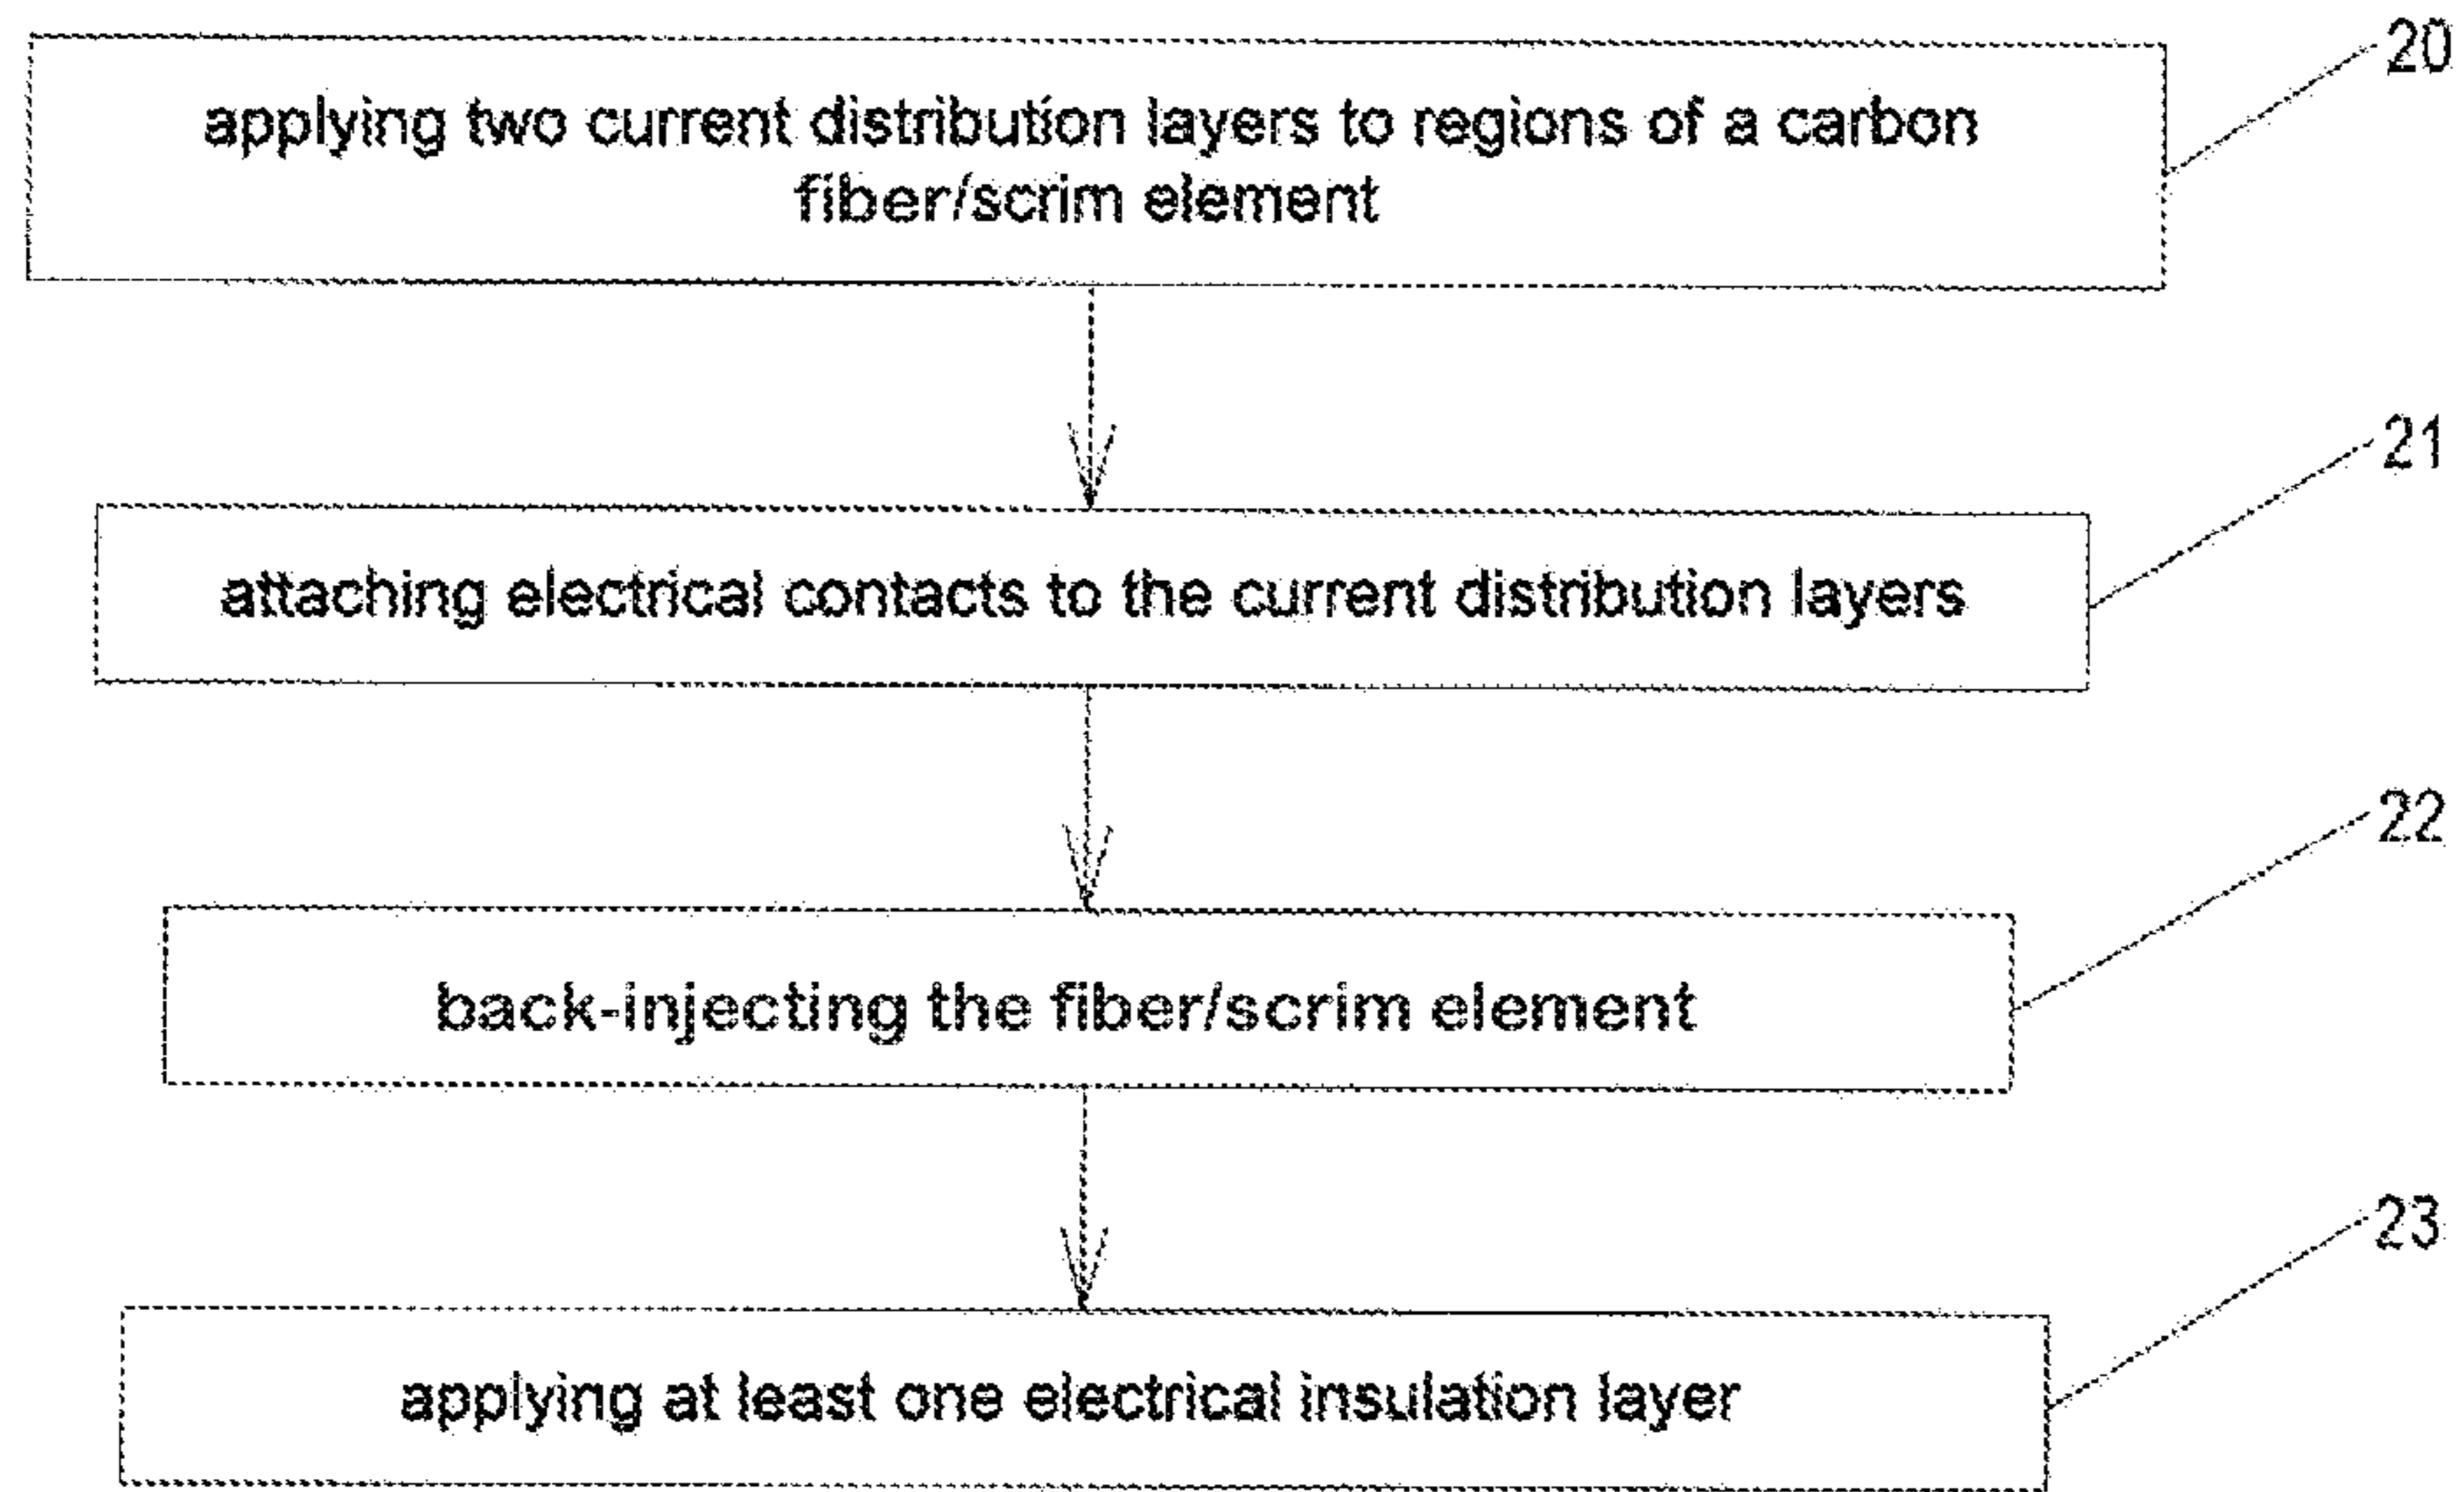 20
applying two current distribution layers to regions of a carbon
fiber/scrim element
21
attaching electrical contacts to the current distribution layers
22
back-injecting the fiber/scrim element
23
applying at least one electrical insulation layer